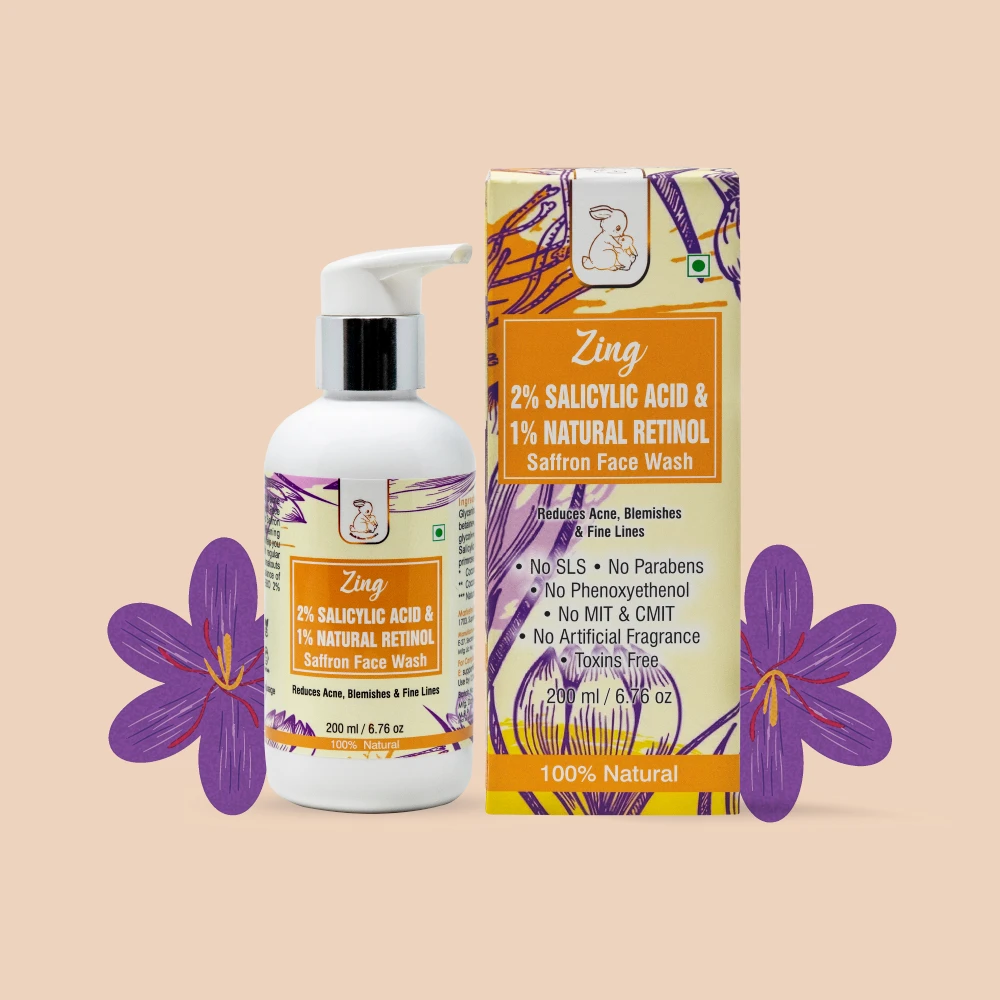 Zing
2% SALICYLIC ACID &
1% NATURAL RETINOL
Saffron Face Wash
Reduces Acne, Blemishes
& Fine Lines
• No SLS • No Parabens
• No Phenoxyethenol
• No MIT & CMIT
• No Artificial Fragrance
• Toxins Free
200 ml / 6.76 oz
100% Natural
Zing
2% SALICYLIC ACID &
1% NATURAL RETINOL
Saffron Face Wash
Reduces Acne, Blemishes & Fine Lines
200 ml / 6.76 oz
100% Natural